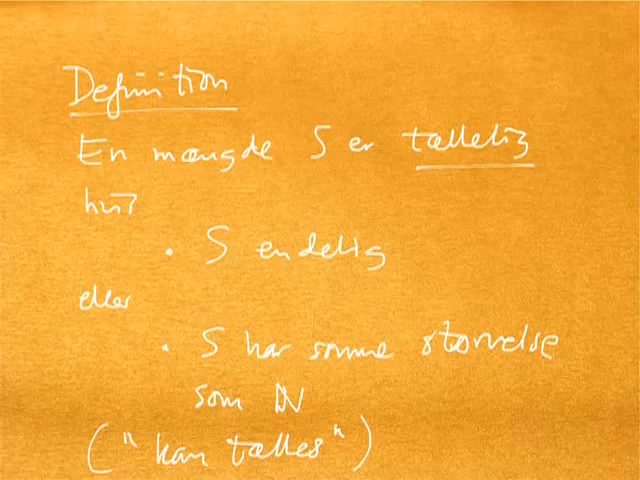 Definition
En mængde S er tællelig
hvis
• S endelig
eller
• S har samme størrelse
som ℕ
("kan tælles")